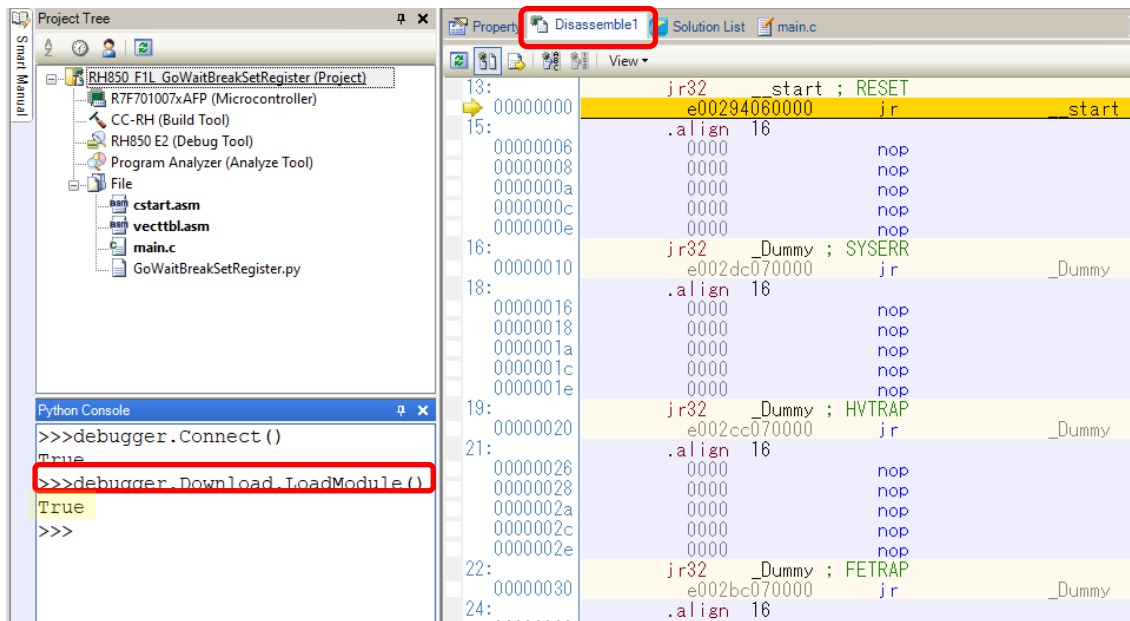 Smart Manual
Project Tree
RH850_F1L_GoWaitBreakSetRegister (Project)
R7F701007xAFP (Microcontroller)
CC-RH (Build Tool)
RH850 E2 (Debug Tool)
Program Analyzer (Analyze Tool)
File
cstart.asm
vecttbl.asm
main.c
GoWaitBreakSetRegister.py
Python Console
>>>debugger.Connect()
True
>>>debugger.Download.LoadModule()
True
>>>
Property Disassemble1 Solution List main.c
View
13: jr32 __start ; RESET
00000000 e00294060000 jr __start
15: .align 16
00000006 0000 nop
00000008 0000 nop
0000000a 0000 nop
0000000c 0000 nop
0000000e 0000 nop
16: jr32 _Dummy ; SYSERR
00000010 e002dc070000 jr _Dummy
18: .align 16
00000016 0000 nop
00000018 0000 nop
0000001a 0000 nop
0000001c 0000 nop
0000001e 0000 nop
19: jr32 _Dummy ; HVTRAP
00000020 e002cc070000 jr _Dummy
21: .align 16
00000026 0000 nop
00000028 0000 nop
0000002a 0000 nop
0000002c 0000 nop
0000002e 0000 nop
22: jr32 _Dummy ; FETRAP
00000030 e002bc070000 jr _Dummy
24: .align 16